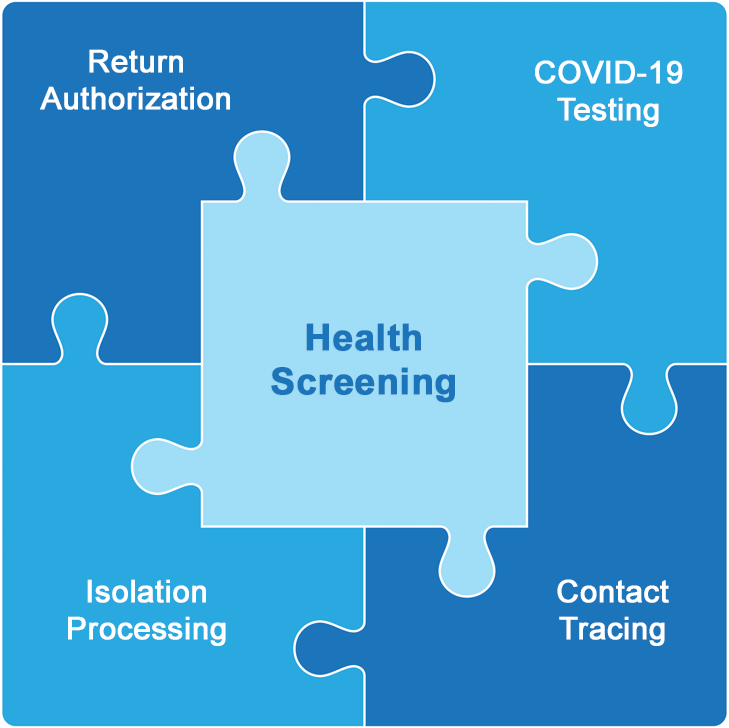 Return
Authorization
COVID-19
Testing
Health
Screening
Isolation
Processing
Contact
Tracing